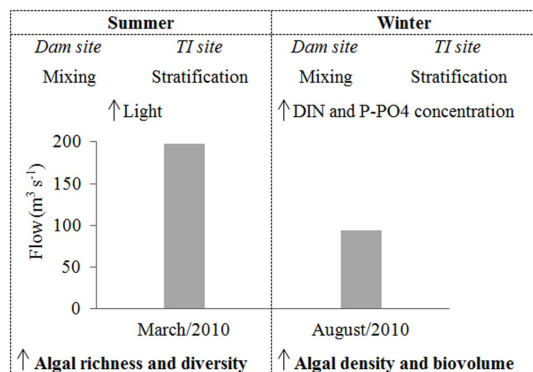 Summer Winter
Dam site TI site Dam site TI site
Mixing Stratification Mixing Stratification
↑ Light ↑ DIN and P-PO4 concentration
200
150
100
50
0
Flow (m³ s⁻¹)
March/2010 August/2010
↑ Algal richness and diversity ↑ Algal density and biovolume